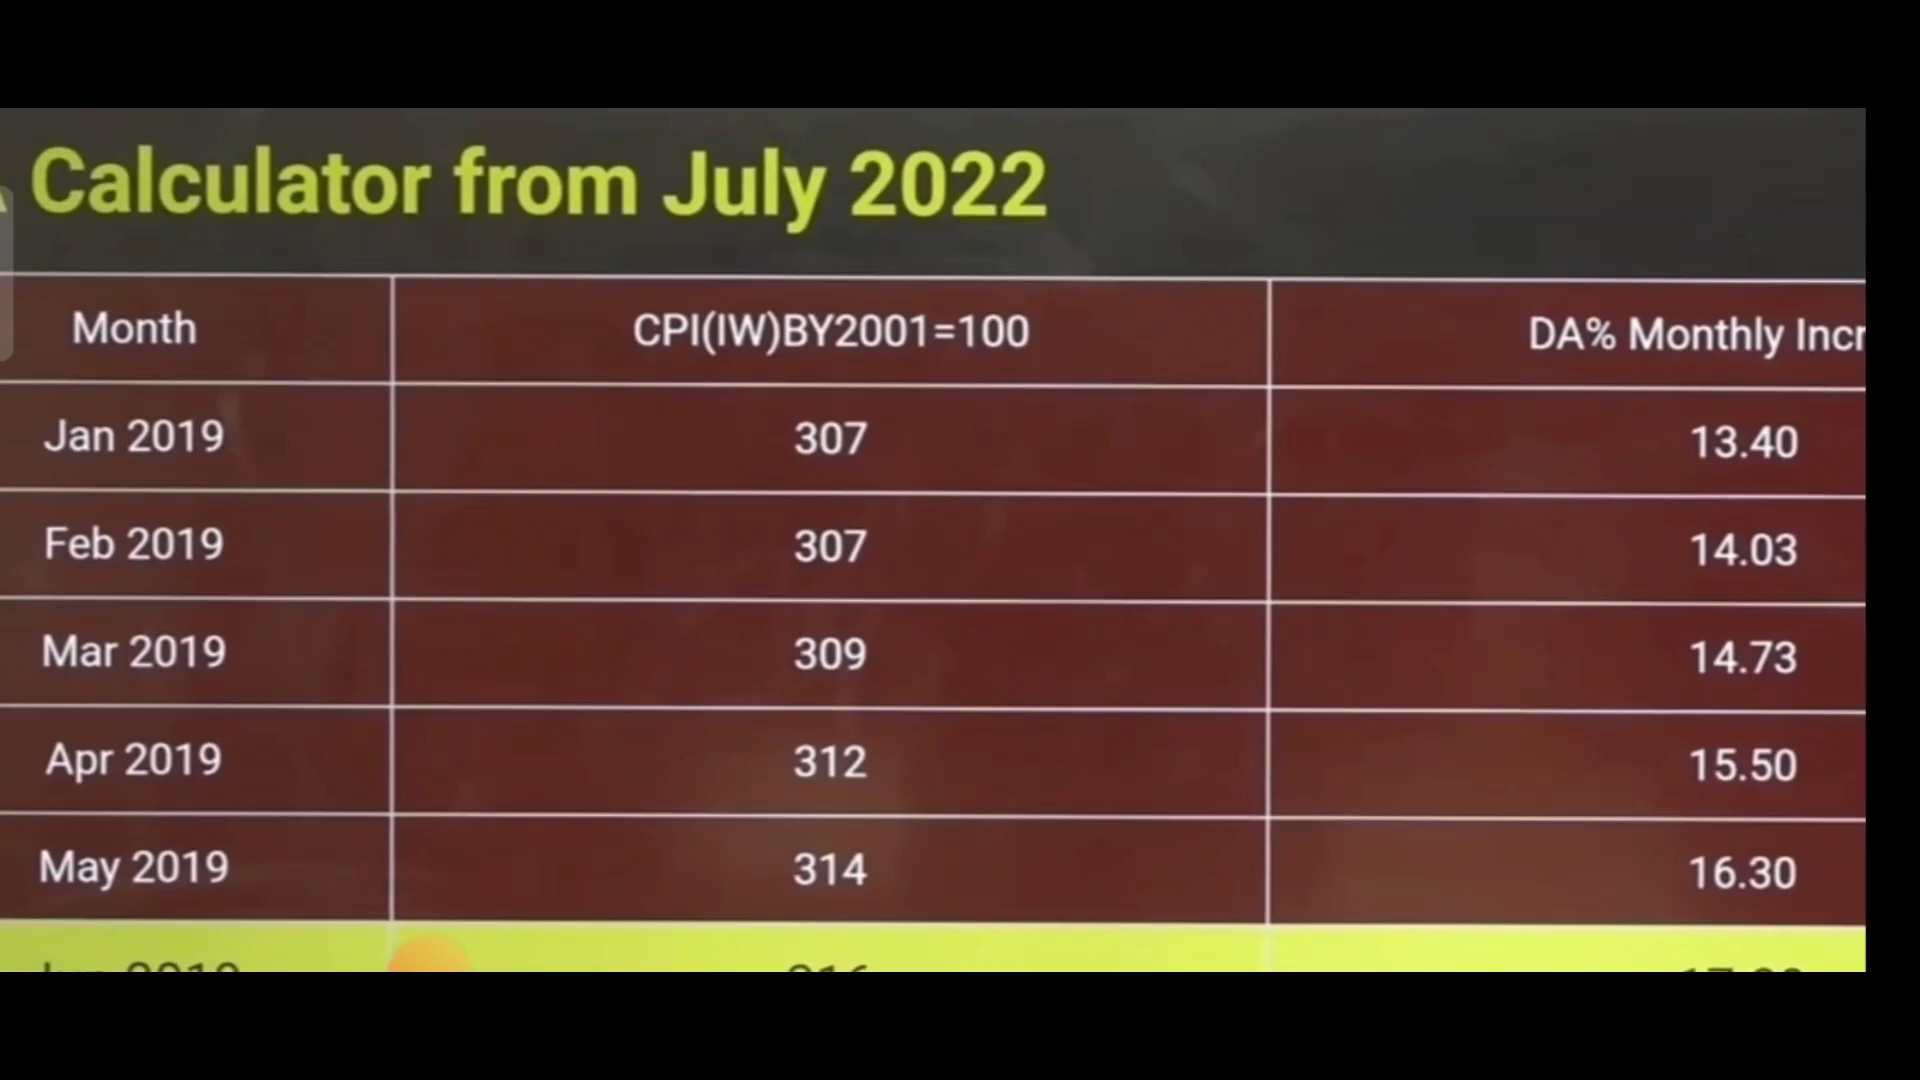 Calculator from July 2022
Month CPI(IW)BY2001=100 DA% Monthly Incr
Jan 2019 307 13.40
Feb 2019 307 14.03
Mar 2019 309 14.73
Apr 2019 312 15.50
May 2019 314 16.30